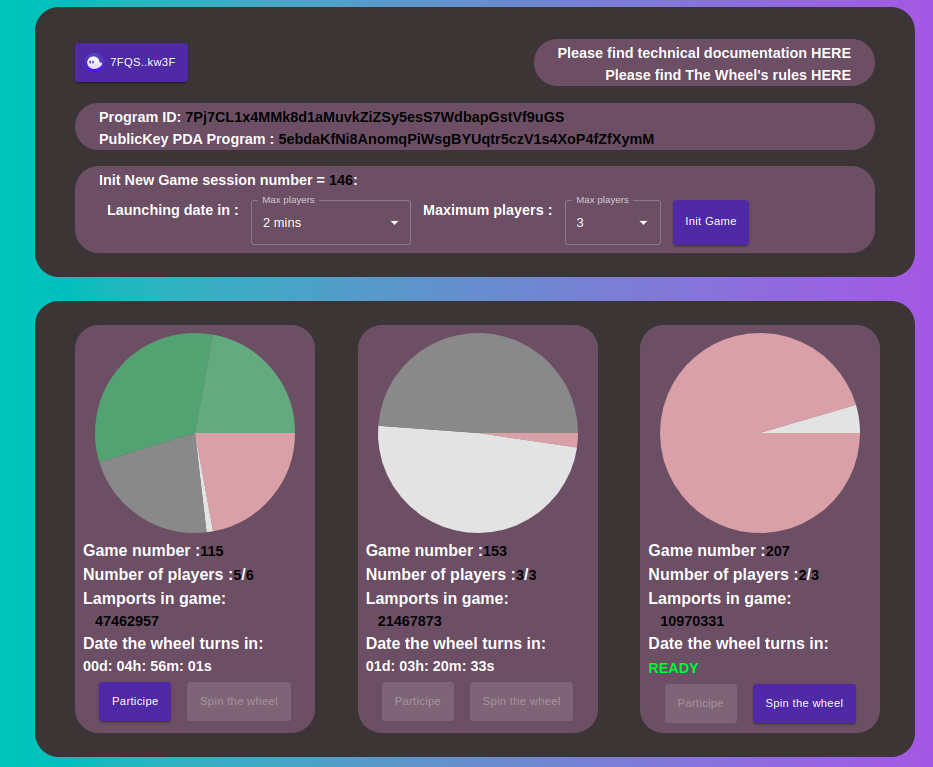 7FQS..kw3F
Please find technical documentation HERE
Please find The Wheel's rules HERE
Program ID: 7Pj7CL1x4MMk8d1aMuvkZiZSy5esS7WdbapGstVf9uGS
PublicKey PDA Program : 5ebdaKfNi8AnomqPiWsgBYUqtr5czV1s4XoP4fZfXymM
Init New Game session number = 146:
Launching date in :
Max players
2 mins
Maximum players :
Max players
3
Init Game
Game number :115
Number of players :5/6
Lamports in game:
47462957
Date the wheel turns in:
00d: 04h: 56m: 01s
Participe
Spin the wheel
Game number :153
Number of players :3/3
Lamports in game:
21467873
Date the wheel turns in:
01d: 03h: 20m: 33s
Participe
Spin the wheel
Game number :207
Number of players :2/3
Lamports in game:
10970331
Date the wheel turns in:
READY
Participe
Spin the wheel